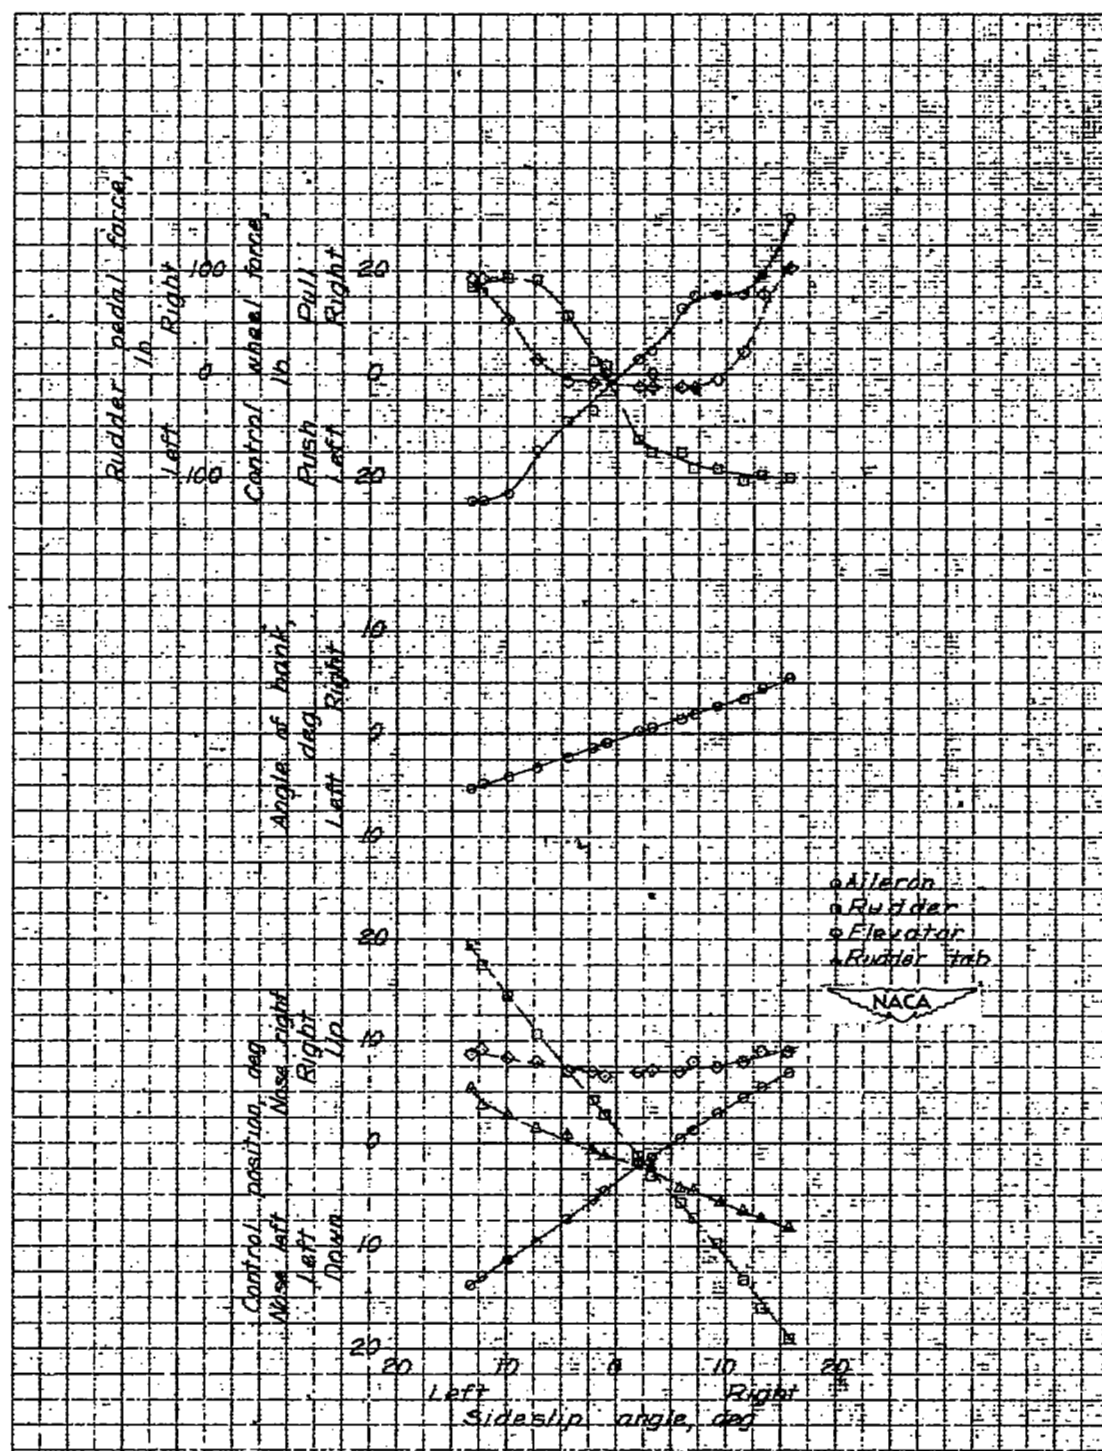 Rudder pedal force,
lb
Left Right
100
0
100
Control wheel force,
lb
Push Pull
Left Right
20
0
20
Angle of bank,
deg
Left Right
10
0
10
Aileron
Rudder
Elevator
Rudder tab
NACA
Control position, deg
Nose left Nose right
Left Right
Down Up
20
10
0
10
20
20 10 0 10 20
Left Right
Sideslip angle, deg